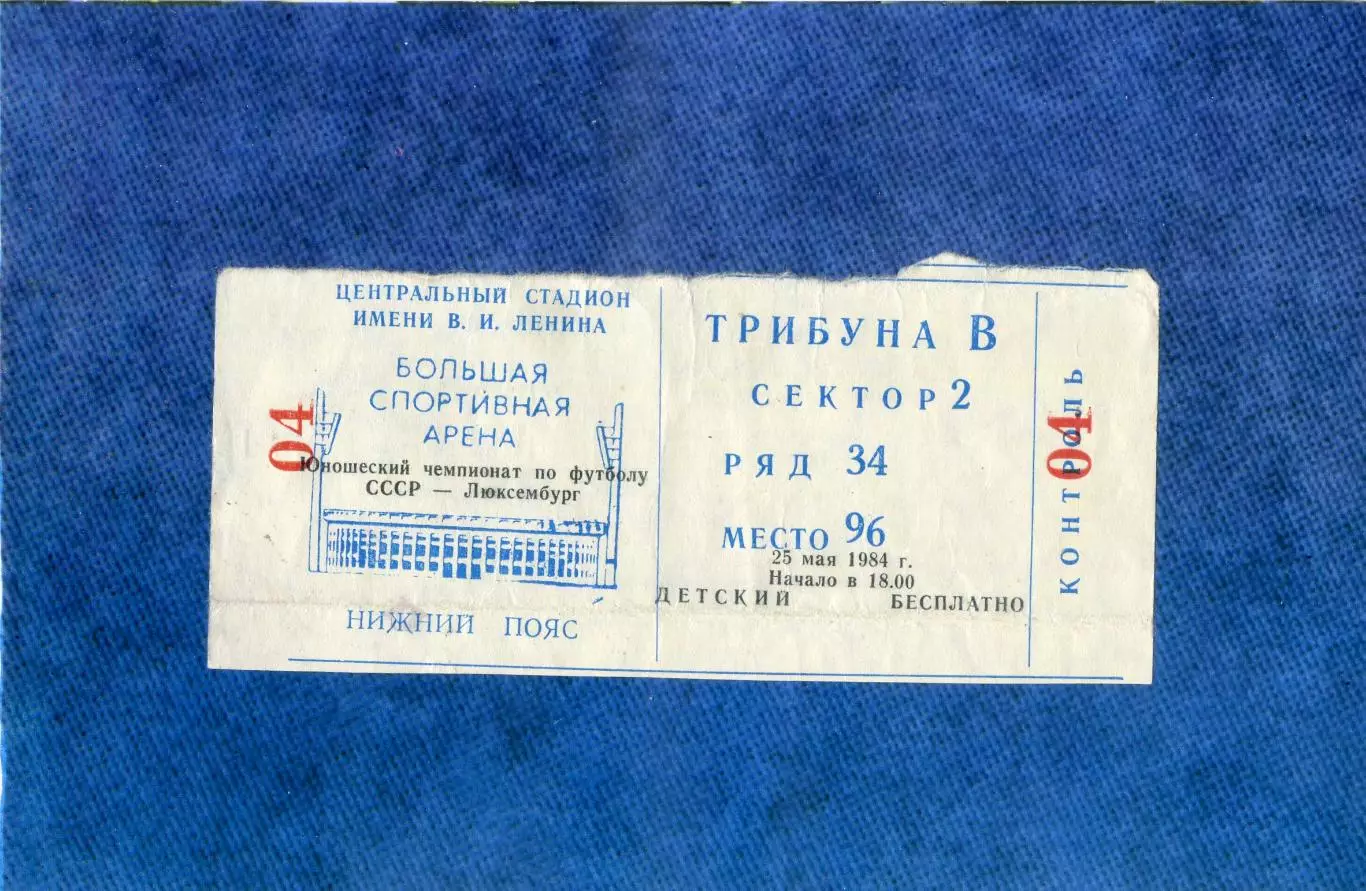 ЦЕНТРАЛЬНЫЙ СТАДИОН
ИМЕНИ В. И. ЛЕНИНА
БОЛЬШАЯ
СПОРТИВНАЯ
АРЕНА
04
Юношеский чемпионат по футболу
СССР — Люксембург
НИЖНИЙ ПОЯС
ТРИБУНА В
СЕКТОР 2
РЯД 34
МЕСТО 96
25 мая 1984 г.
Начало в 18.00
ДЕТСКИЙ БЕСПЛАТНО
КОНТРОЛЬ
04